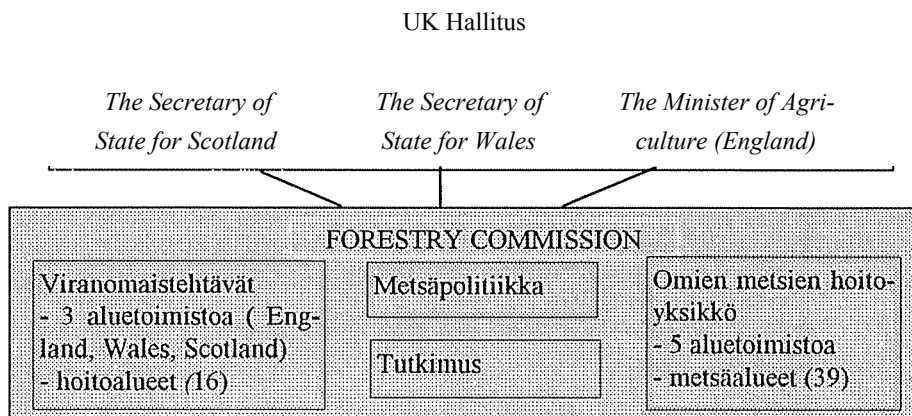 UK Hallitus
The Secretary of
State for Scotland
The Secretary of
State for Wales
The Minister of Agri-
culture (England)
FORESTRY COMMISSION
Viranomaistehtävät
- 3 aluetoimistoa ( Eng-
land, Wales, Scotland)
- hoitoalueet (16)
Metsäpolitiikka
Tutkimus
Omien metsien hoito-
yksikkö
- 5 aluetoimistoa
- metsäalueet (39)